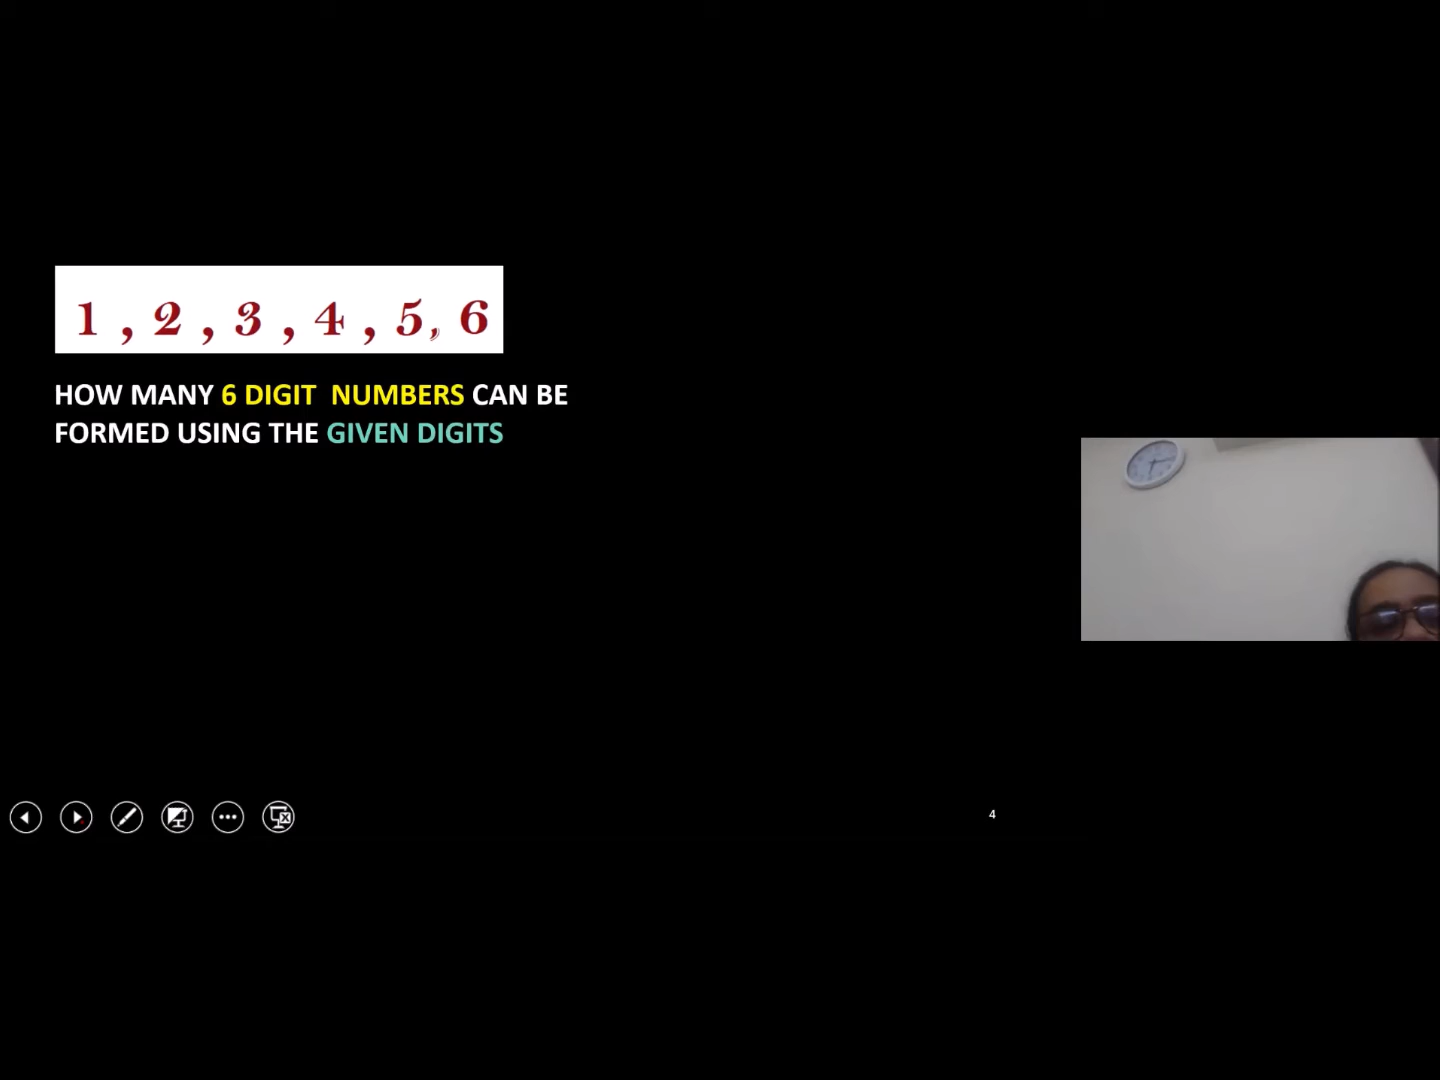 1 , 2 , 3 , 4 , 5, 6
HOW MANY 6 DIGIT  NUMBERS CAN BE
FORMED USING THE GIVEN DIGITS
4